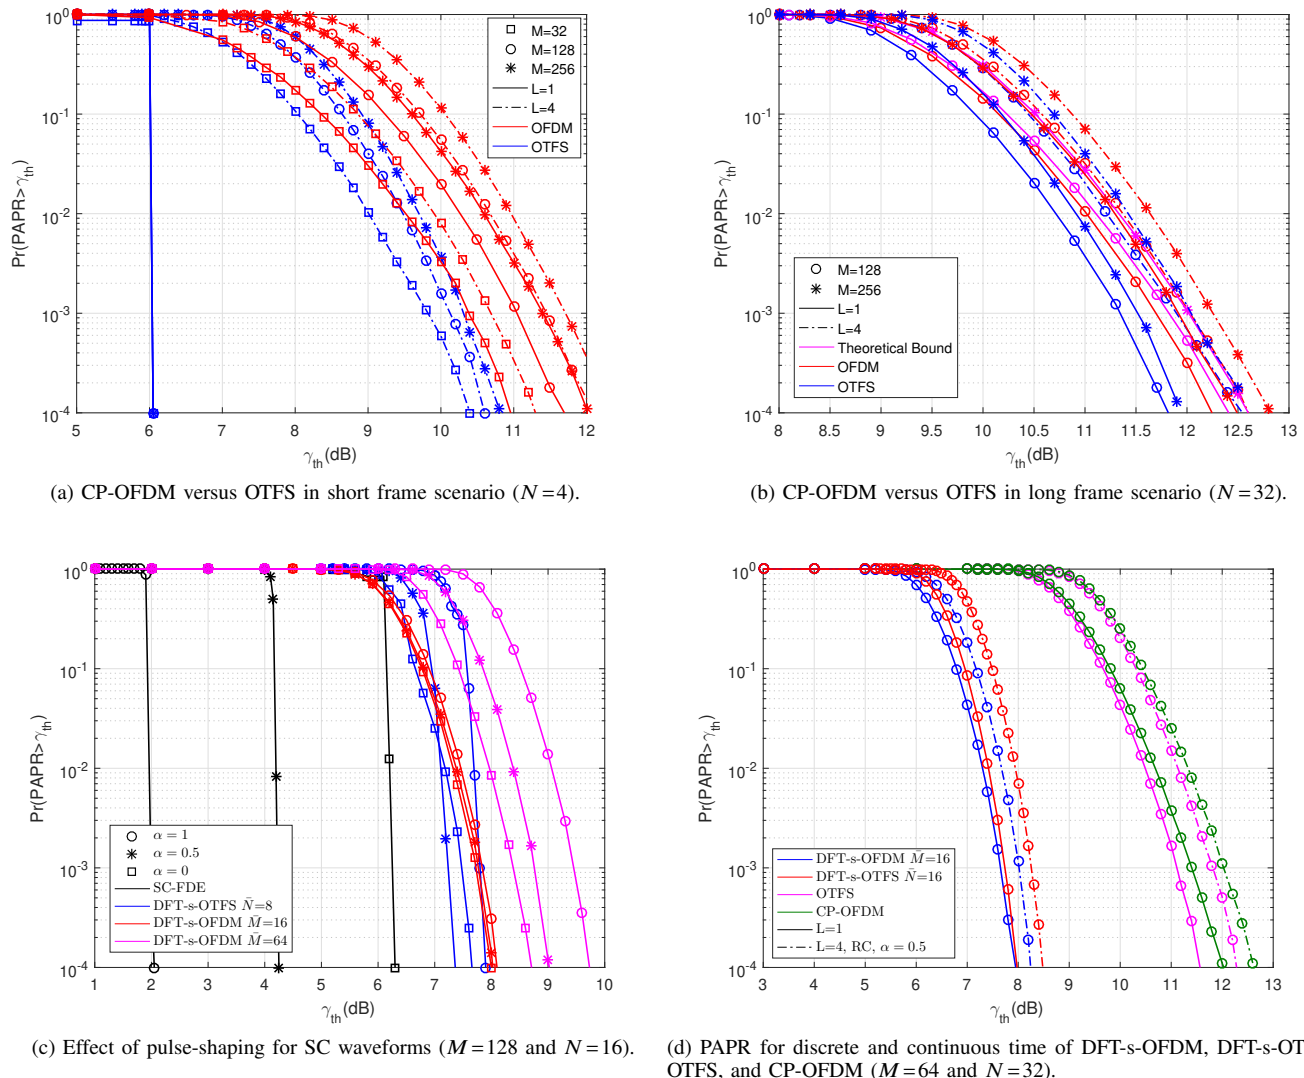 Pr(PAPR>γth)
10^0
10^-1
10^-2
10^-3
10^-4
M=32
M=128
M=256
L=1
L=4
OFDM
OTFS
5 6 7 8 9 10 11 12
γth(dB)
(a) CP-OFDM versus OTFS in short frame scenario (N=4).
Pr(PAPR>γth)
10^0
10^-1
10^-2
10^-3
10^-4
M=128
M=256
L=1
L=4
Theoretical Bound
OFDM
OTFS
8 8.5 9 9.5 10 10.5 11 11.5 12 12.5 13
γth(dB)
(b) CP-OFDM versus OTFS in long frame scenario (N=32).
Pr(PAPR>γth)
10^0
10^-1
10^-2
10^-3
10^-4
α = 1
α = 0.5
α = 0
SC-FDE
DFT-s-OTFS N̄=8
DFT-s-OFDM M̄=16
DFT-s-OFDM M̄=64
1 2 3 4 5 6 7 8 9 10
γth(dB)
(c) Effect of pulse-shaping for SC waveforms (M=128 and N=16).
Pr(PAPR>γth)
10^0
10^-1
10^-2
10^-3
10^-4
DFT-s-OFDM M̄=16
DFT-s-OTFS N̄=16
OTFS
CP-OFDM
L=1
L=4, RC, α = 0.5
3 4 5 6 7 8 9 10 11 12 13
γth(dB)
(d) PAPR for discrete and continuous time of DFT-s-OFDM, DFT-s-OT
OTFS, and CP-OFDM (M=64 and N=32).